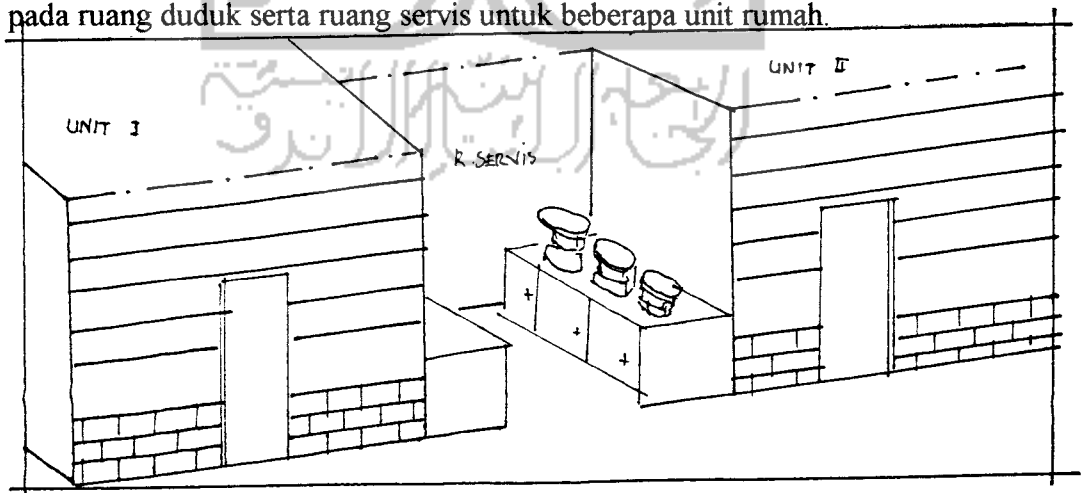 pada ruang duduk serta ruang servis untuk beberapa unit rumah.
UNIT II
UNIT I
R. SERVIS